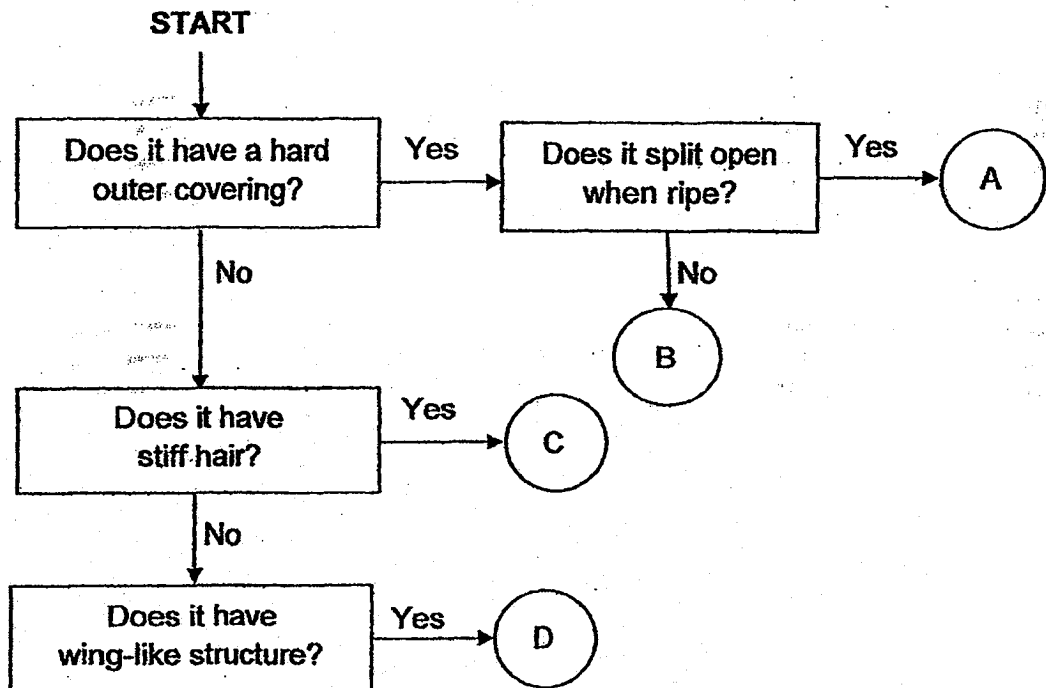 START
Does it have a hard
outer covering?
Yes
Does it split open
when ripe?
Yes
A
No
No
B
Does it have
stiff hair?
Yes
C
No
Does it have
wing-like structure?
Yes
D